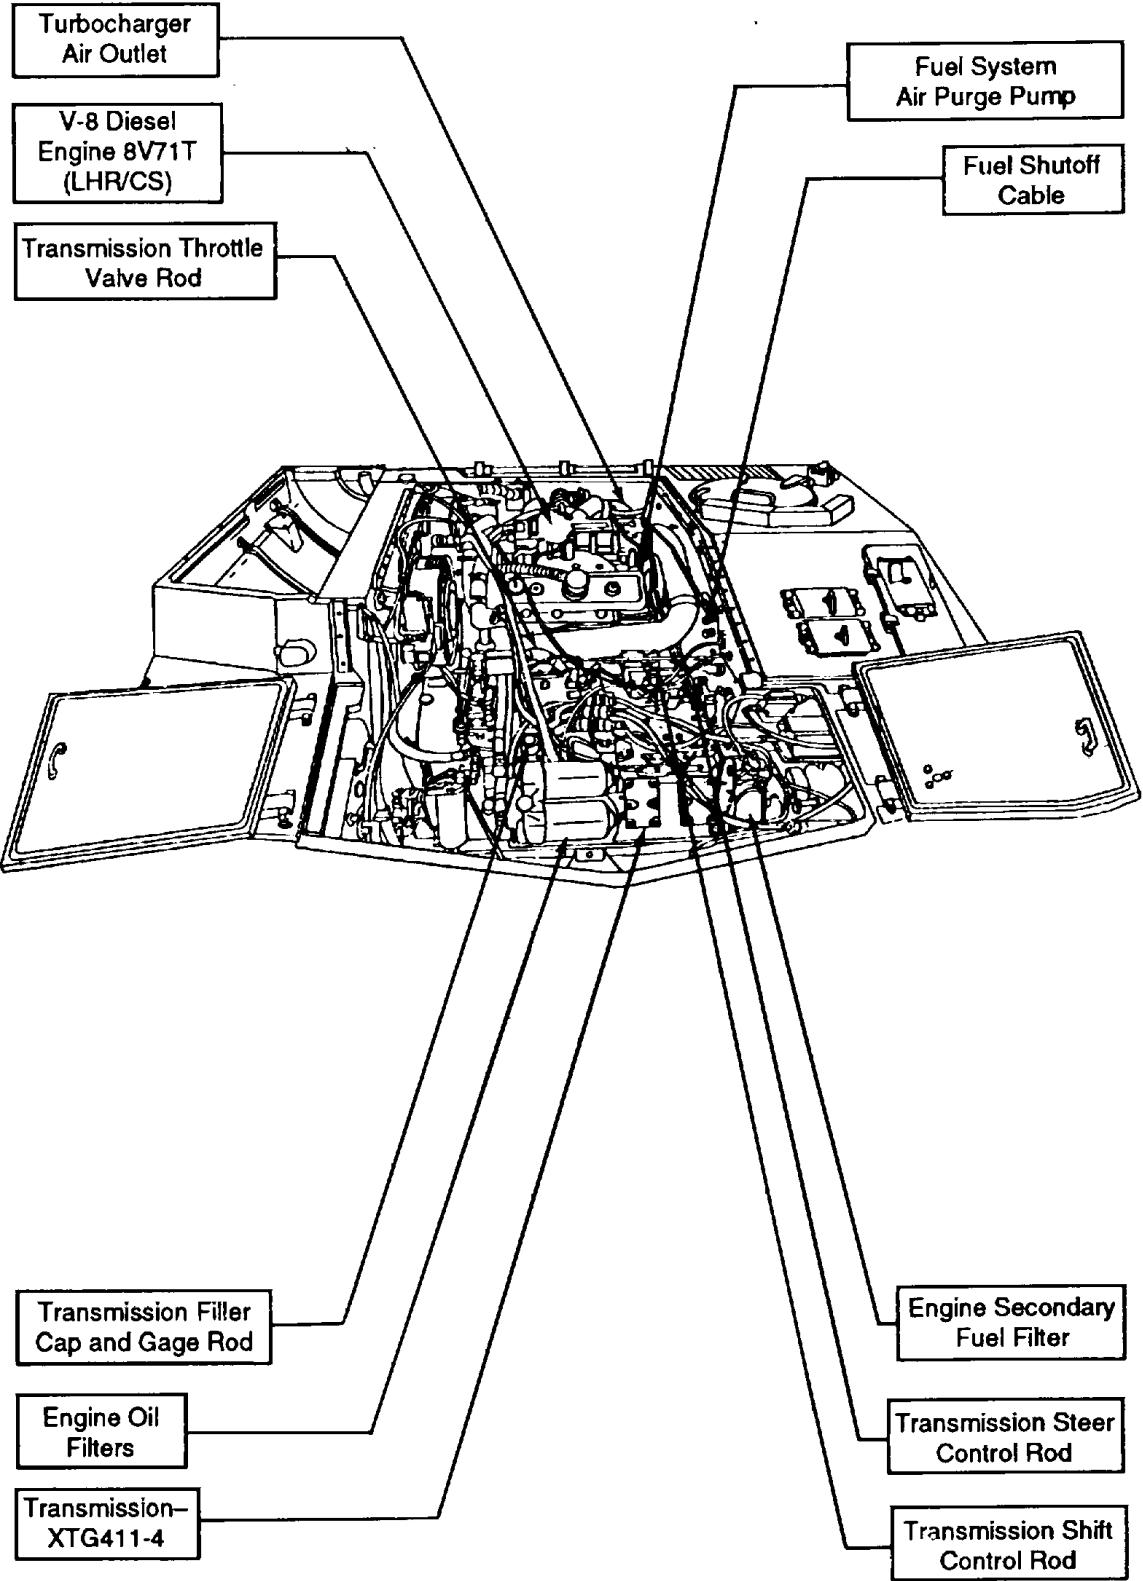 Turbocharger
Air Outlet
V-8 Diesel
Engine 8V71T
(LHR/CS)
Transmission Throttle
Valve Rod
Fuel System
Air Purge Pump
Fuel Shutoff
Cable
Transmission Filler
Cap and Gage Rod
Engine Oil
Filters
Transmission–
XTG411-4
Engine Secondary
Fuel Filter
Transmission Steer
Control Rod
Transmission Shift
Control Rod